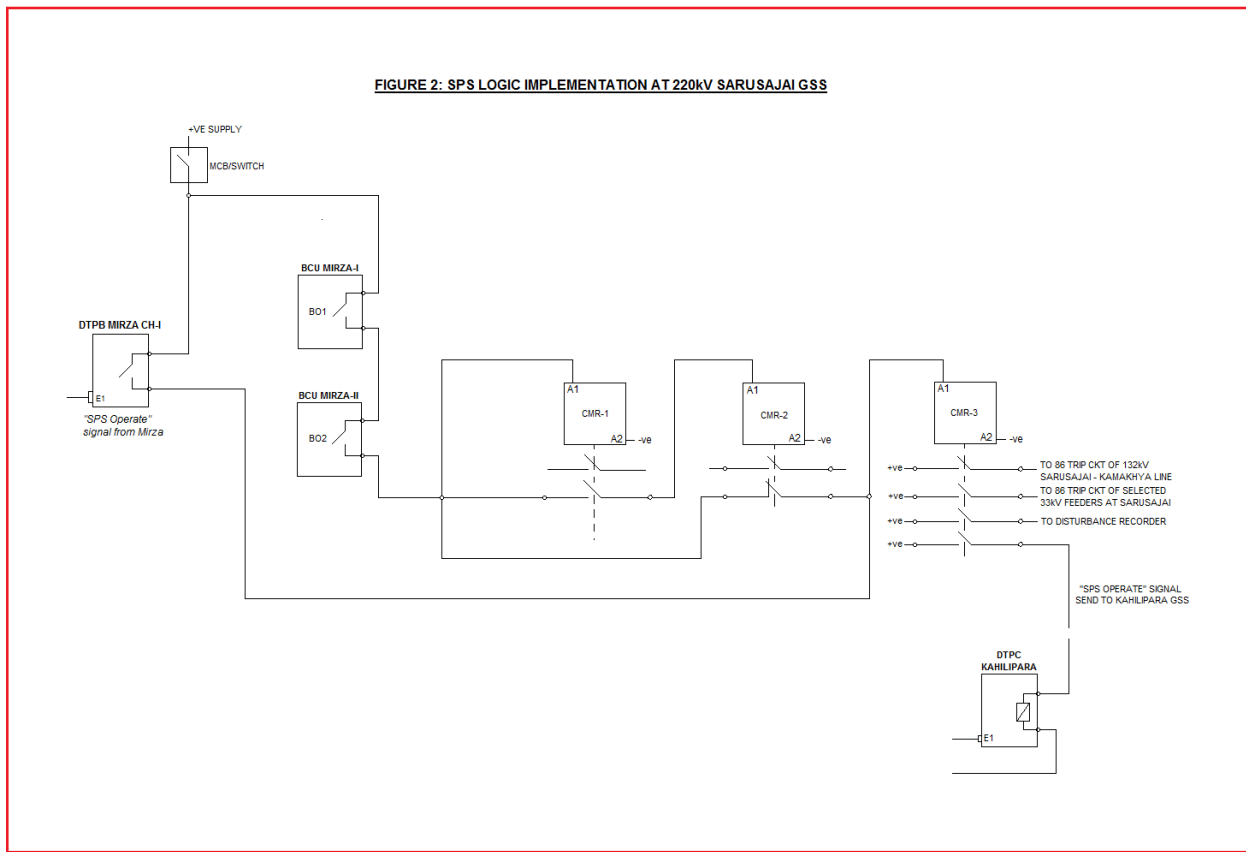 FIGURE 2: SPS LOGIC IMPLEMENTATION AT 220kV SARUSAJAI GSS
+VE SUPPLY
MCB/SWITCH
BCU MIRZA-I
BO1
DTPB MIRZA CH-I
E1
"SPS Operate"
signal from Mirza
BCU MIRZA-II
BO2
A1
CMR-1
A2
-ve
A1
CMR-2
A2
-ve
A1
CMR-3
A2
-ve
+ve
TO 86 TRIP CKT OF 132kV
SARUSAJAI - KAMAKHYA LINE
+ve
TO 86 TRIP CKT OF SELECTED
33kV FEEDERS AT SARUSAJAI
+ve
TO DISTURBANCE RECORDER
+ve
"SPS OPERATE" SIGNAL
SEND TO KAHILIPARA GSS
DTPC
KAHILIPARA
E1